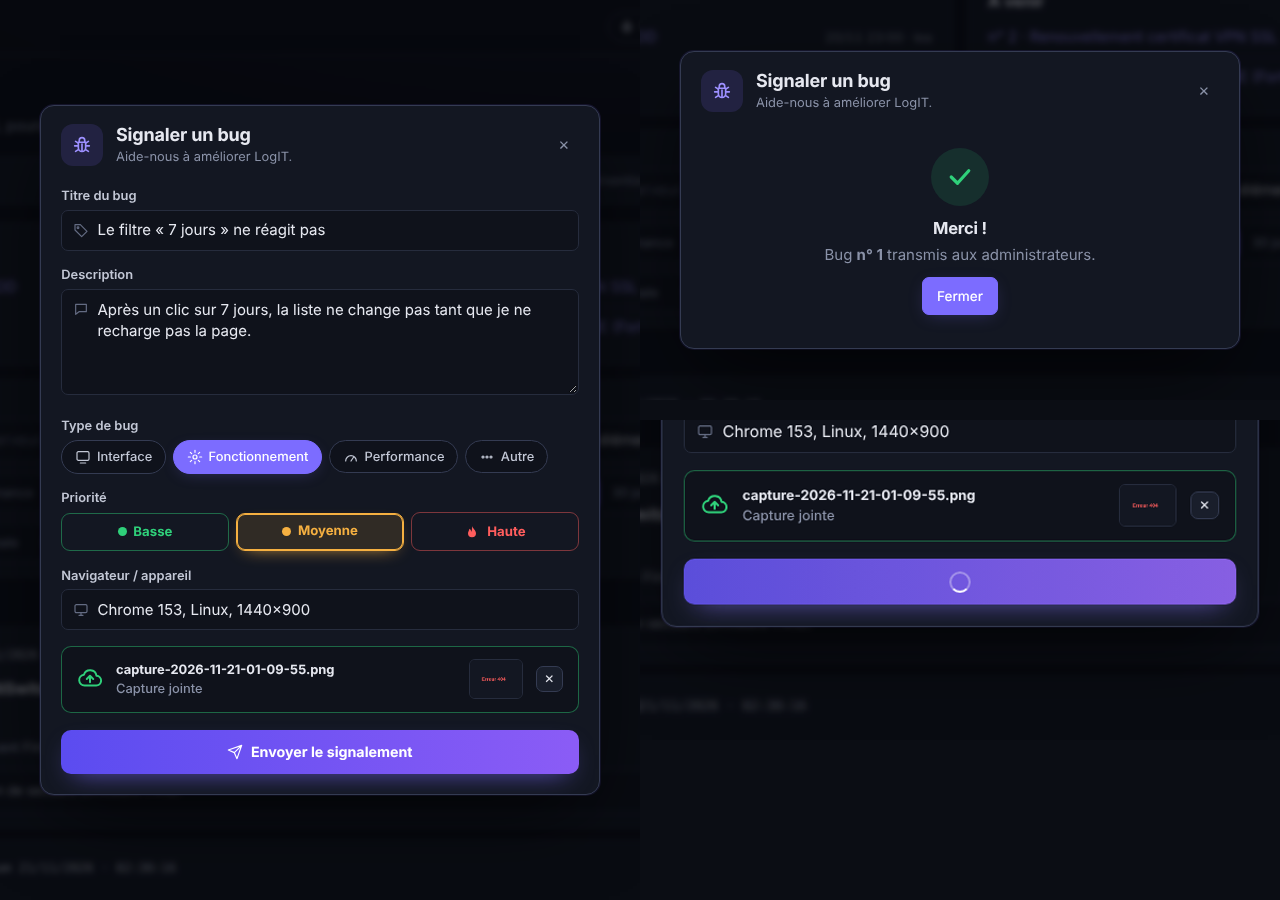 Signaler un bug
Aide-nous à améliorer LogIT.
×
Titre du bug
Le filtre « 7 jours » ne réagit pas
Description
Après un clic sur 7 jours, la liste ne change pas tant que je ne
recharge pas la page.
Type de bug
Interface
Fonctionnement
Performance
Autre
Priorité
Basse
Moyenne
Haute
Navigateur / appareil
Chrome 153, Linux, 1440×900
capture-2026-11-21-01-09-55.png
Capture jointe
Erreur 404
×
Envoyer le signalement
Signaler un bug
Aide-nous à améliorer LogIT.
×
Merci !
Bug n° 1 transmis aux administrateurs.
Fermer
Chrome 153, Linux, 1440×900
capture-2026-11-21-01-09-55.png
Capture jointe
Erreur 404
×